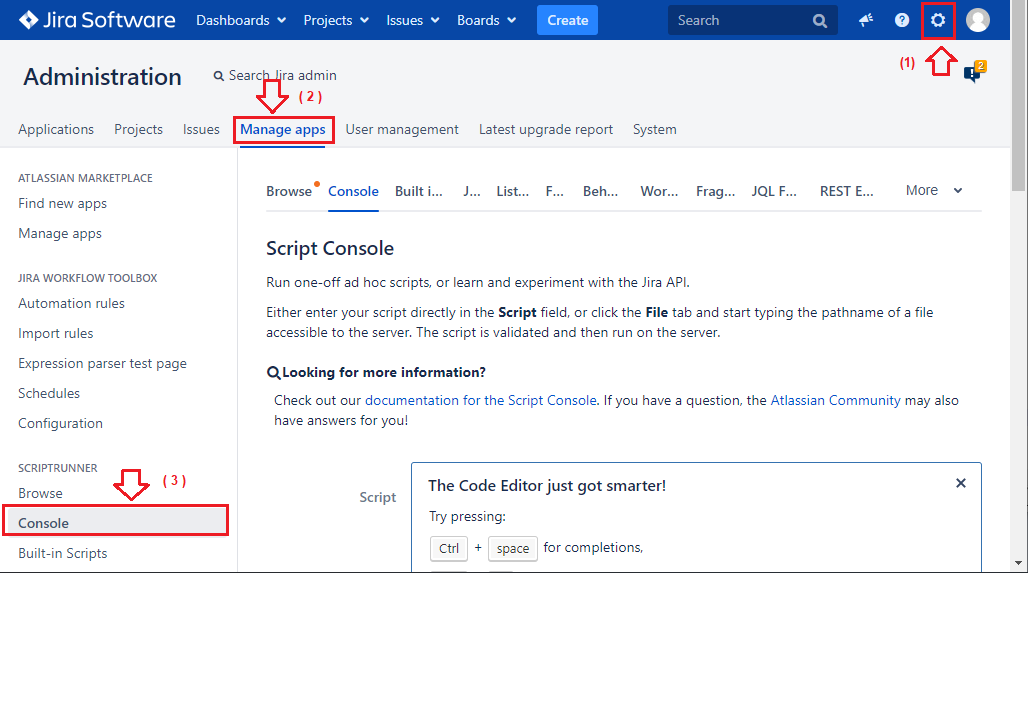 Jira Software Dashboards Projects Issues Boards Create Search
(1)
2
Administration Search Jira admin
( 2 )
Applications Projects Issues Manage apps User management Latest upgrade report System
ATLASSIAN MARKETPLACE
Find new apps
Manage apps
JIRA WORKFLOW TOOLBOX
Automation rules
Import rules
Expression parser test page
Schedules
Configuration
SCRIPTRUNNER
( 3 )
Browse
Console
Built-in Scripts
Browse Console Built i... J... List... F... Beh... Wor... Frag... JQL F... REST E... More
Script Console
Run one-off ad hoc scripts, or learn and experiment with the Jira API.
Either enter your script directly in the Script field, or click the File tab and start typing the pathname of a file
accessible to the server. The script is validated and then run on the server.
Looking for more information?
Check out our documentation for the Script Console. If you have a question, the Atlassian Community may also
have answers for you!
Script
The Code Editor just got smarter!
Try pressing:
Ctrl + space for completions,